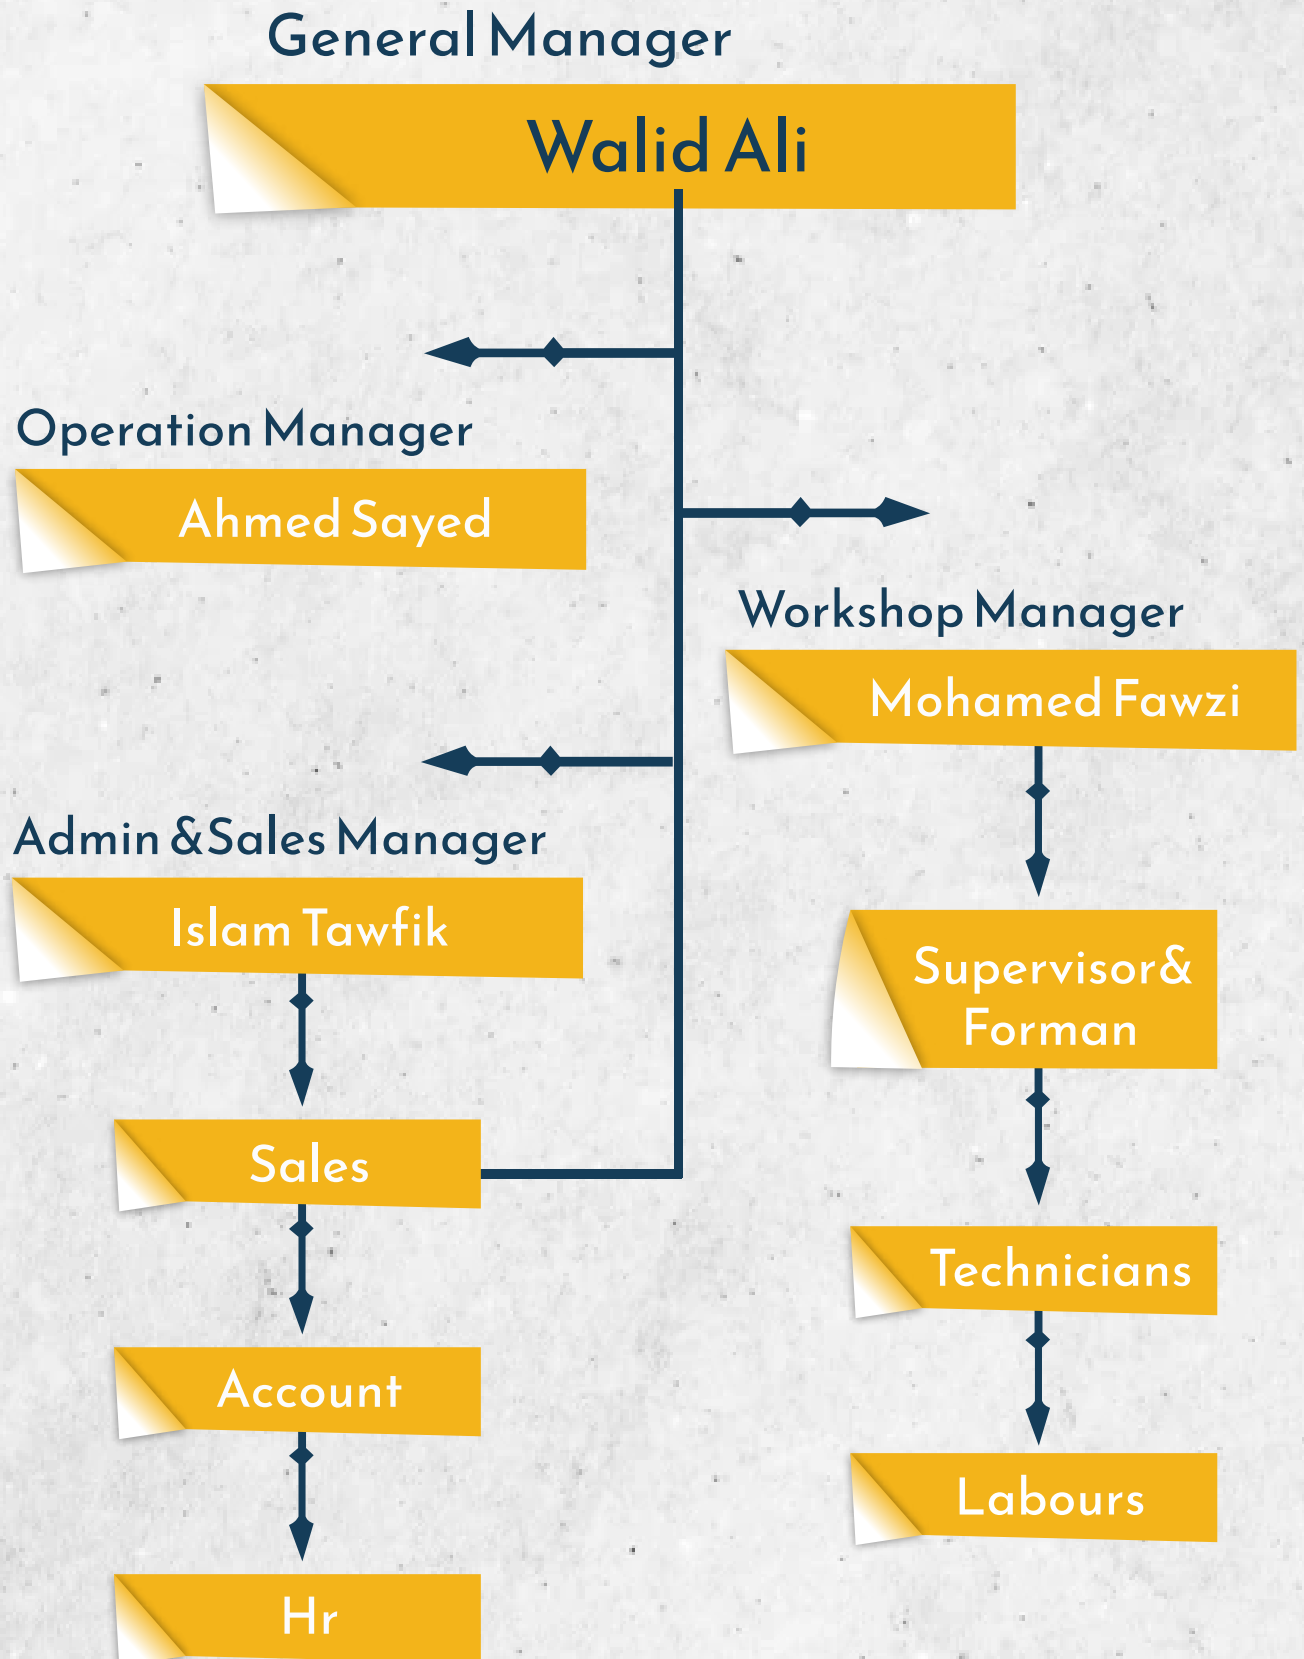 General Manager
Walid Ali
Operation Manager
Ahmed Sayed
Workshop Manager
Mohamed Fawzi
Admin &Sales Manager
Islam Tawfik
Supervisor&
Forman
Sales
Technicians
Account
Labours
Hr